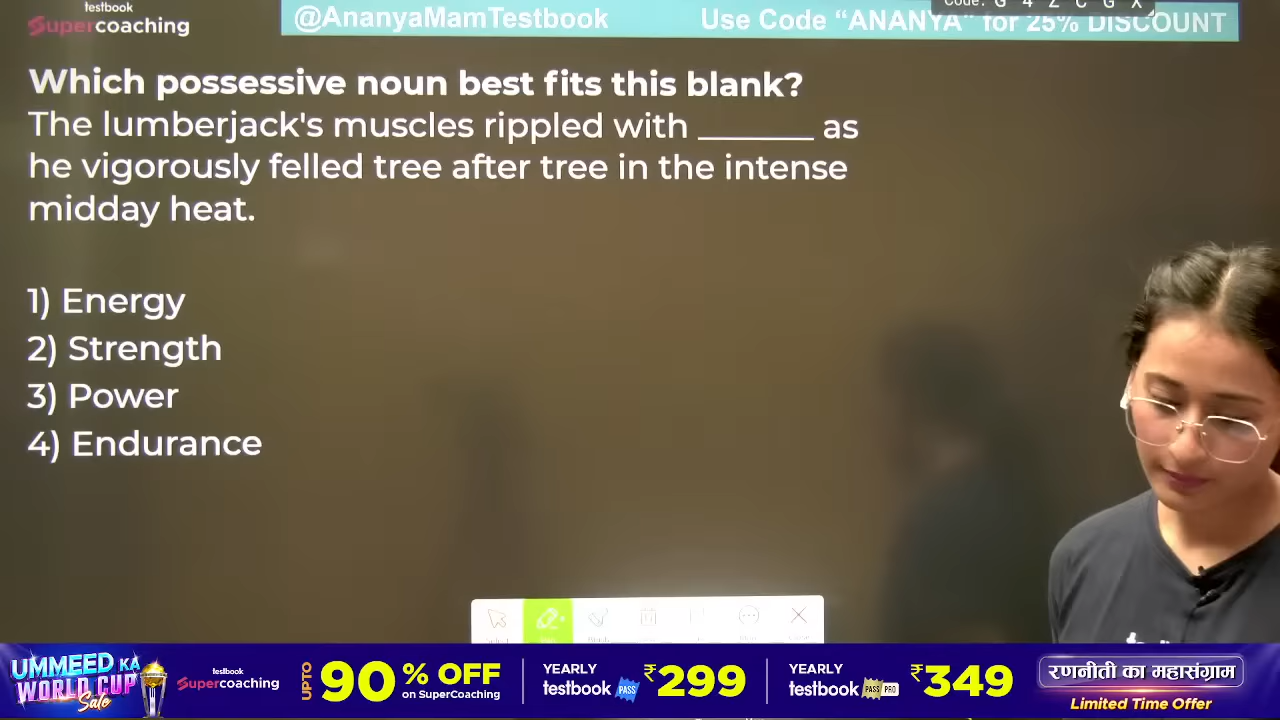 testbook
Supercoaching
@AnanyaMamTestbook
Use Code “ANANYA” for 25% DISCOUNT
Code: G 4 Z C G X
Which possessive noun best fits this blank?
The lumberjack's muscles rippled with _______ as
he vigorously felled tree after tree in the intense
midday heat.
1) Energy
2) Strength
3) Power
4) Endurance
UMMEED KA
WORLD CUP
Sale
testbook
Supercoaching
UPTO
90 % OFF
on SuperCoaching
YEARLY
testbook PASS
₹299
YEARLY
testbook PASS PRO
₹349
रणनीती का महासंग्राम
Limited Time Offer